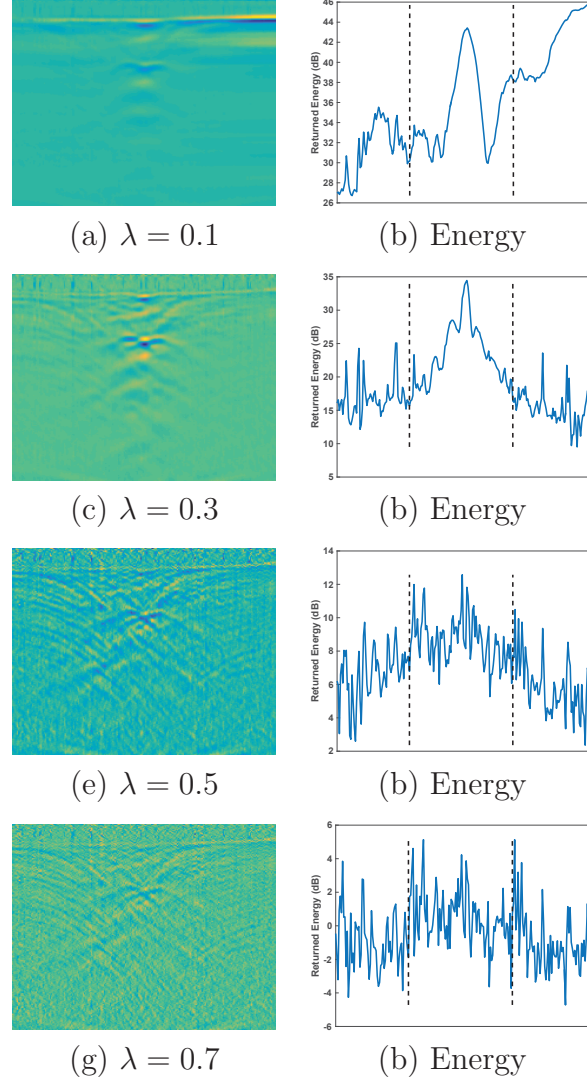 46
44
42
40
38
36
34
32
30
28
26
Returned Energy (dB)
(a) λ = 0.1
(b) Energy
35
30
25
20
15
10
5
Returned Energy (dB)
(c) λ = 0.3
(b) Energy
14
12
10
8
6
4
2
Returned Energy (dB)
(e) λ = 0.5
(b) Energy
6
4
2
0
-2
-4
-6
Returned Energy (dB)
(g) λ = 0.7
(b) Energy